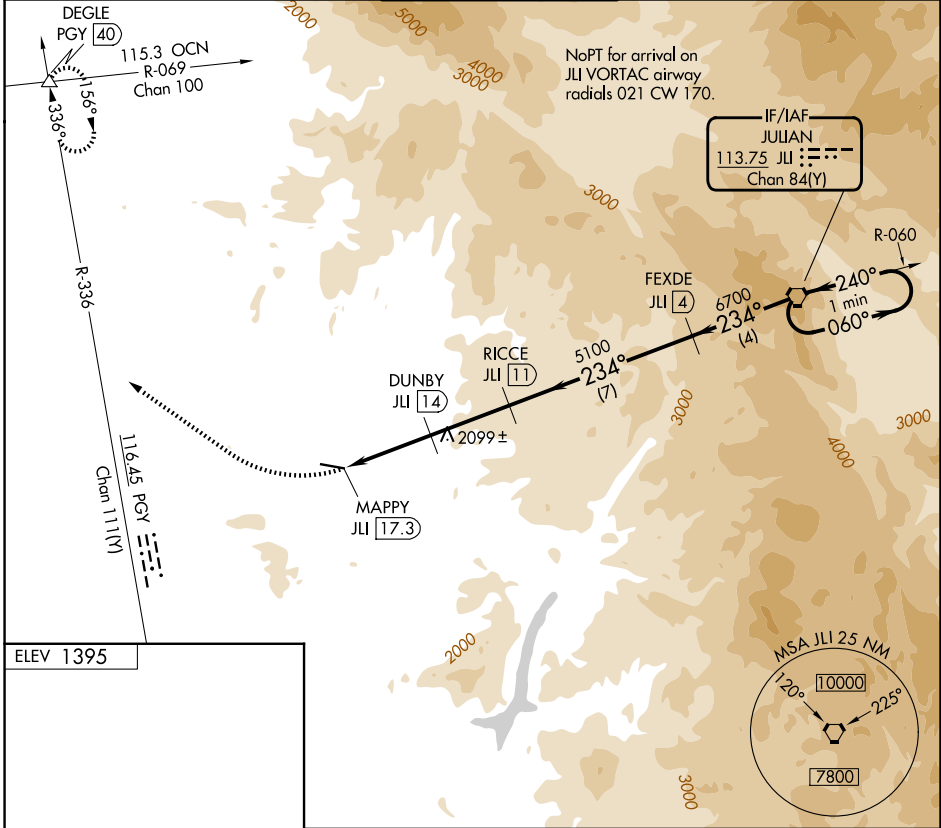 DEGLE
PGY 40
115.3 OCN
R-069
Chan 100
156°
336°
2000
5000
4000
3000
NoPT for arrival on
JLI VORTAC airway
radials 021 CW 170.
IF/IAF
JULIAN
113.75 JLI
Chan 84(Y)
3000
R-060
240°
1 min
060°
FEXDE
JLI 4
6700
234°
(4)
R-336
RICCE
JLI 11
5100
234°
(7)
DUNBY
JLI 14
2099±
3000
3000
4000
MAPPY
JLI 17.3
116.45 PGY
Chan 111(Y)
ELEV 1395
2000
MSA JLI 25 NM
120°
10000
225°
7800
3000